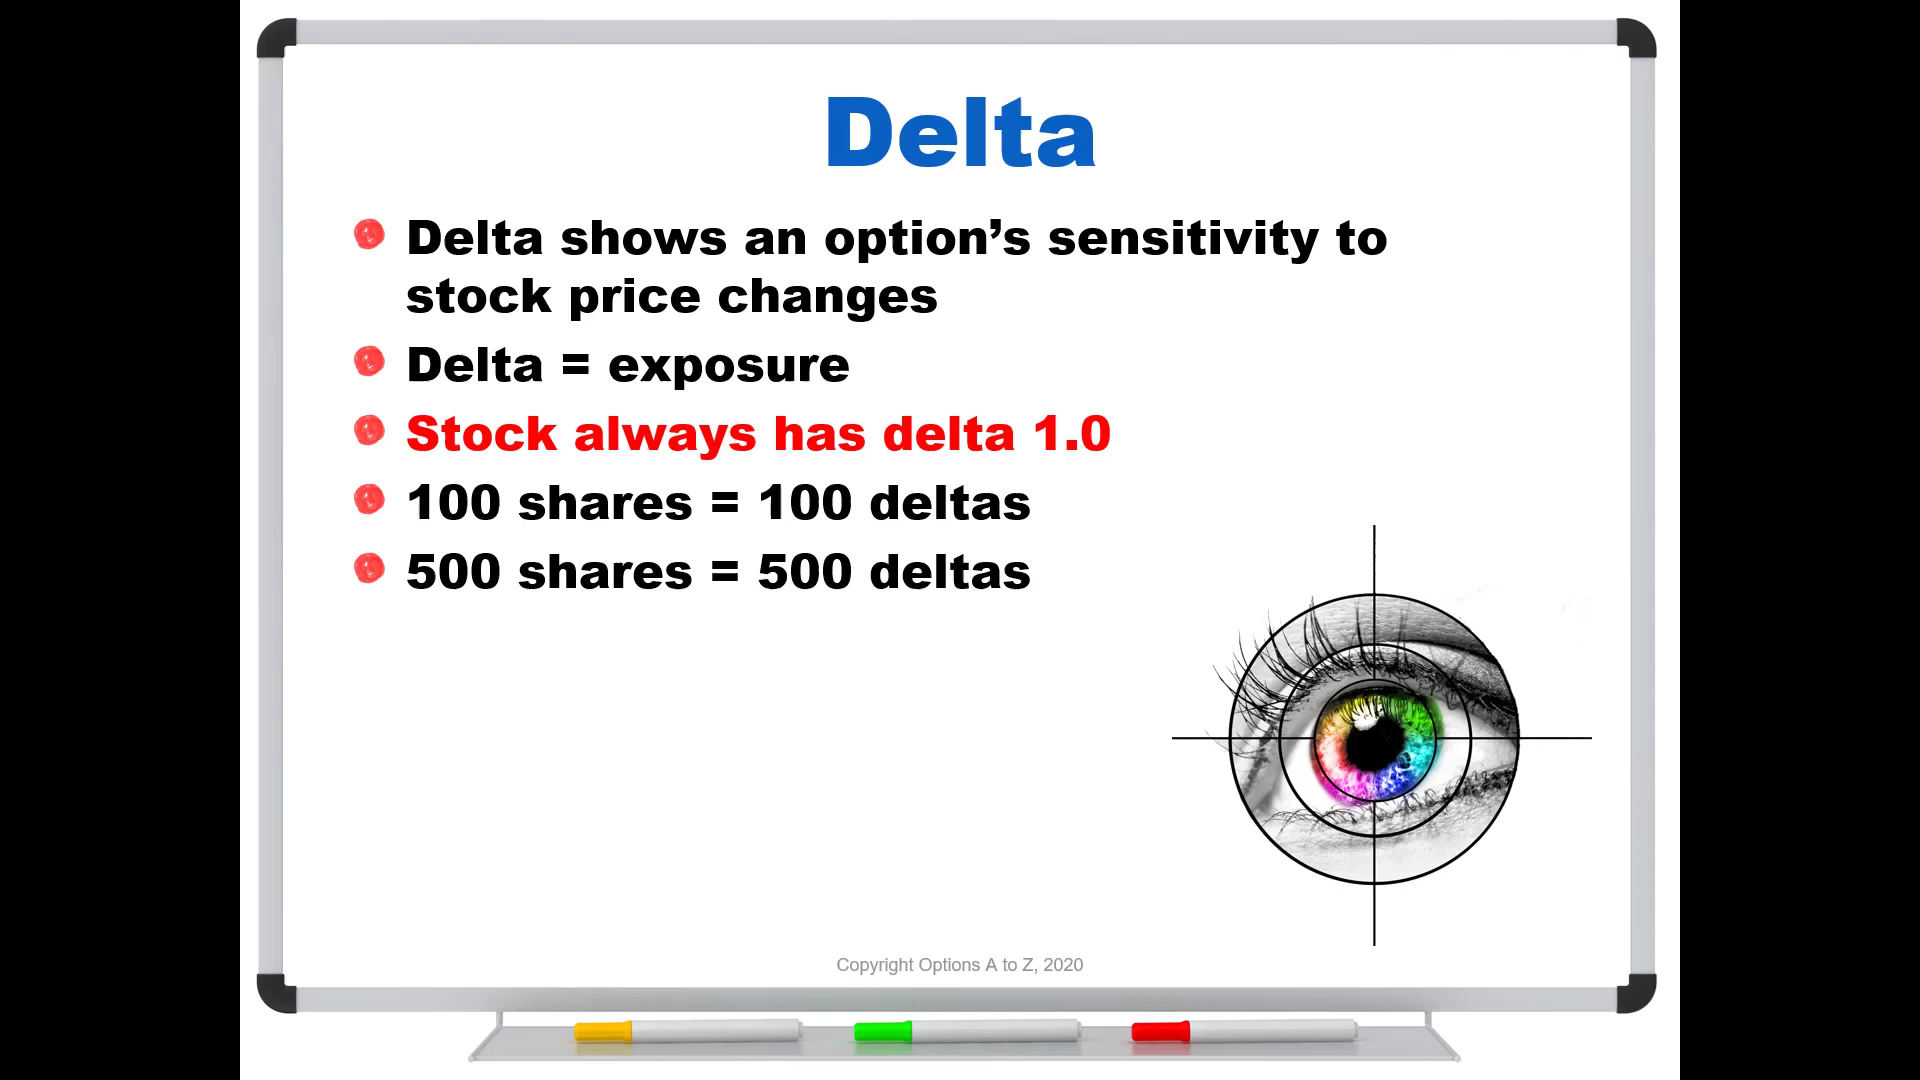 Delta
Delta shows an option’s sensitivity to
stock price changes
Delta = exposure
Stock always has delta 1.0
100 shares = 100 deltas
500 shares = 500 deltas
Copyright Options A to Z, 2020